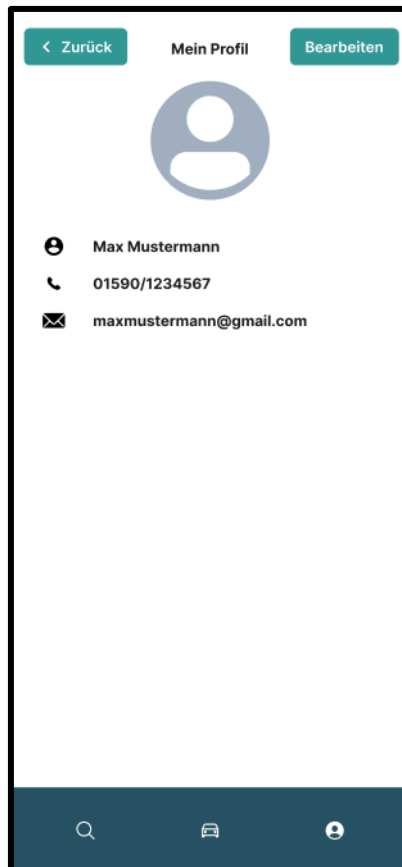 Zurück
Mein Profil
Bearbeiten
Max Mustermann
01590/1234567
maxmustermann@gmail.com